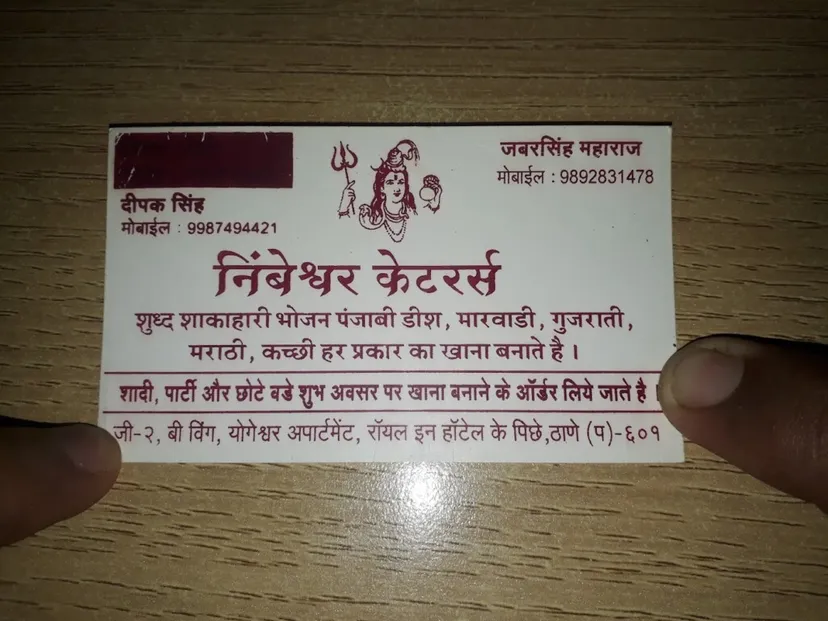 दीपक सिंह
मोबाईल : 9987494421
जबरसिंह महाराज
मोबाईल : 9892831478
निंबेश्वर केटरर्स
शुध्द शाकाहारी भोजन पंजाबी डीश, मारवाडी, गुजराती,
मराठी, कच्छी हर प्रकार का खाना बनाते है ।
शादी, पार्टी और छोटे बडे शुभ अवसर पर खाना बनाने के ऑर्डर लिये जाते है ।
जी-२, बी विंग, योगेश्वर अपार्टमेंट, रॉयल इन हॉटेल के पिछे,ठाणे (प)-६०१